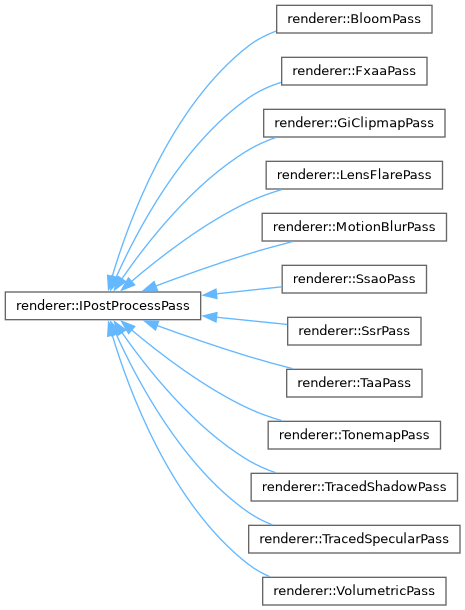 renderer::BloomPass
renderer::FxaaPass
renderer::GiClipmapPass
renderer::LensFlarePass
renderer::MotionBlurPass
renderer::SsaoPass
renderer::IPostProcessPass
renderer::SsrPass
renderer::TaaPass
renderer::TonemapPass
renderer::TracedShadowPass
renderer::TracedSpecularPass
renderer::VolumetricPass